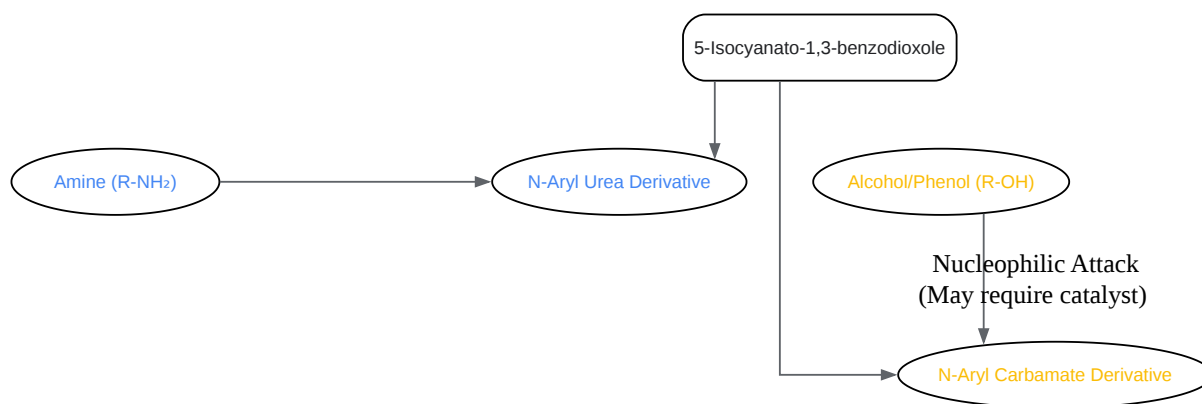 5-Isocyanato-1,3-benzodioxole
Amine (R-NH₂)
N-Aryl Urea Derivative
Alcohol/Phenol (R-OH)
Nucleophilic Attack
(May require catalyst)
N-Aryl Carbamate Derivative